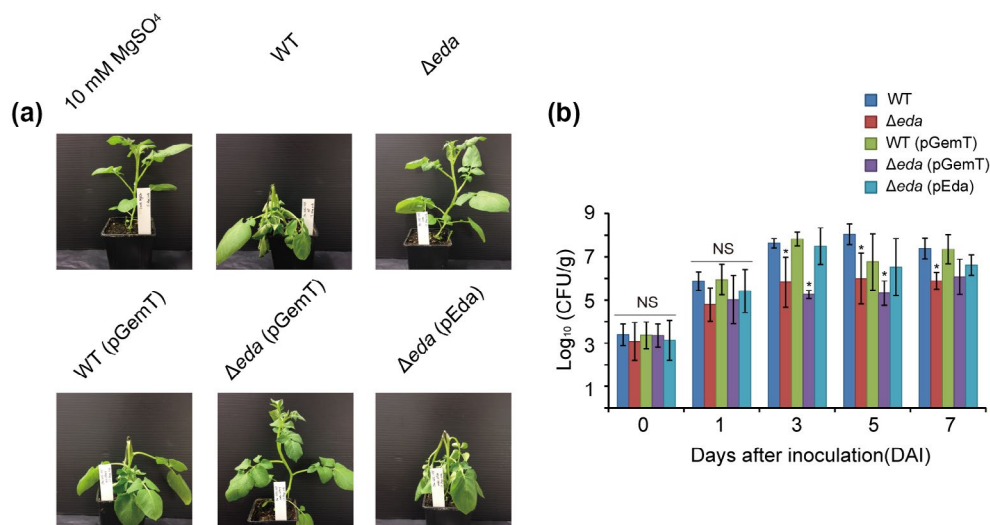 (a)
10 mM MgSO⁴
WT
Δeda
WT (pGemT)
Δeda (pGemT)
Δeda (pEda)
(b)
WT
Δeda
WT (pGemT)
Δeda (pGemT)
Δeda (pEda)
Log₁₀ (CFU/g)
9
7
5
3
1
NS
NS
*
*
*
*
*
0 1 3 5 7
Days after inoculation(DAI)